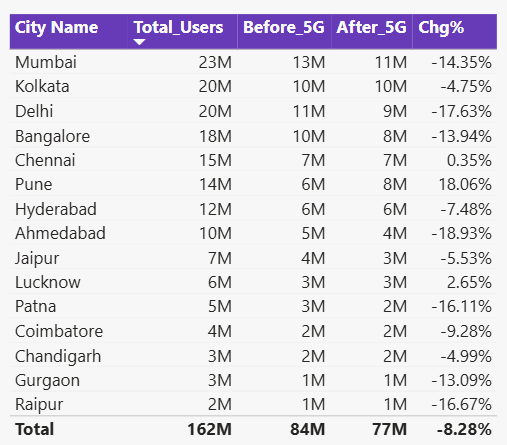 City Name Total_Users Before_5G After_5G Chg%
Mumbai 23M 13M 11M -14.35%
Kolkata 20M 10M 10M -4.75%
Delhi 20M 11M 9M -17.63%
Bangalore 18M 10M 8M -13.94%
Chennai 15M 7M 7M 0.35%
Pune 14M 6M 8M 18.06%
Hyderabad 12M 6M 6M -7.48%
Ahmedabad 10M 5M 4M -18.93%
Jaipur 7M 4M 3M -5.53%
Lucknow 6M 3M 3M 2.65%
Patna 5M 3M 2M -16.11%
Coimbatore 4M 2M 2M -9.28%
Chandigarh 3M 2M 2M -4.99%
Gurgaon 3M 1M 1M -13.09%
Raipur 2M 1M 1M -16.67%
Total 162M 84M 77M -8.28%